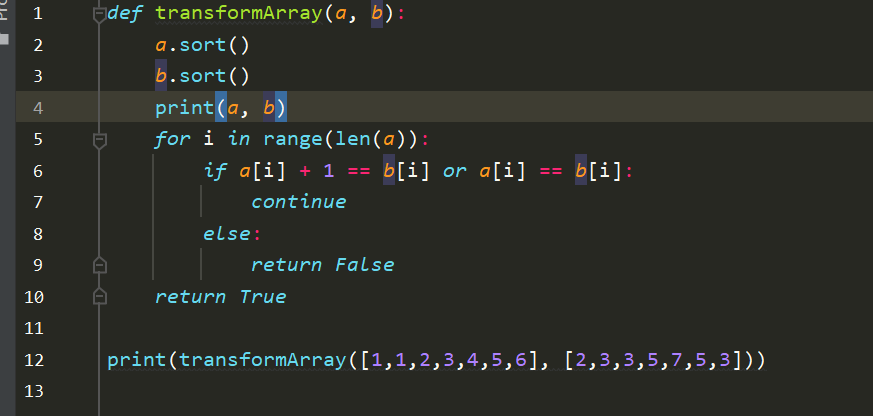 1 def transformArray(a, b):
2     a.sort()
3     b.sort()
4     print(a, b)
5     for i in range(len(a)):
6         if a[i] + 1 == b[i] or a[i] == b[i]:
7             continue
8         else:
9             return False
10     return True
11
12 print(transformArray([1,1,2,3,4,5,6], [2,3,3,5,7,5,3]))
13